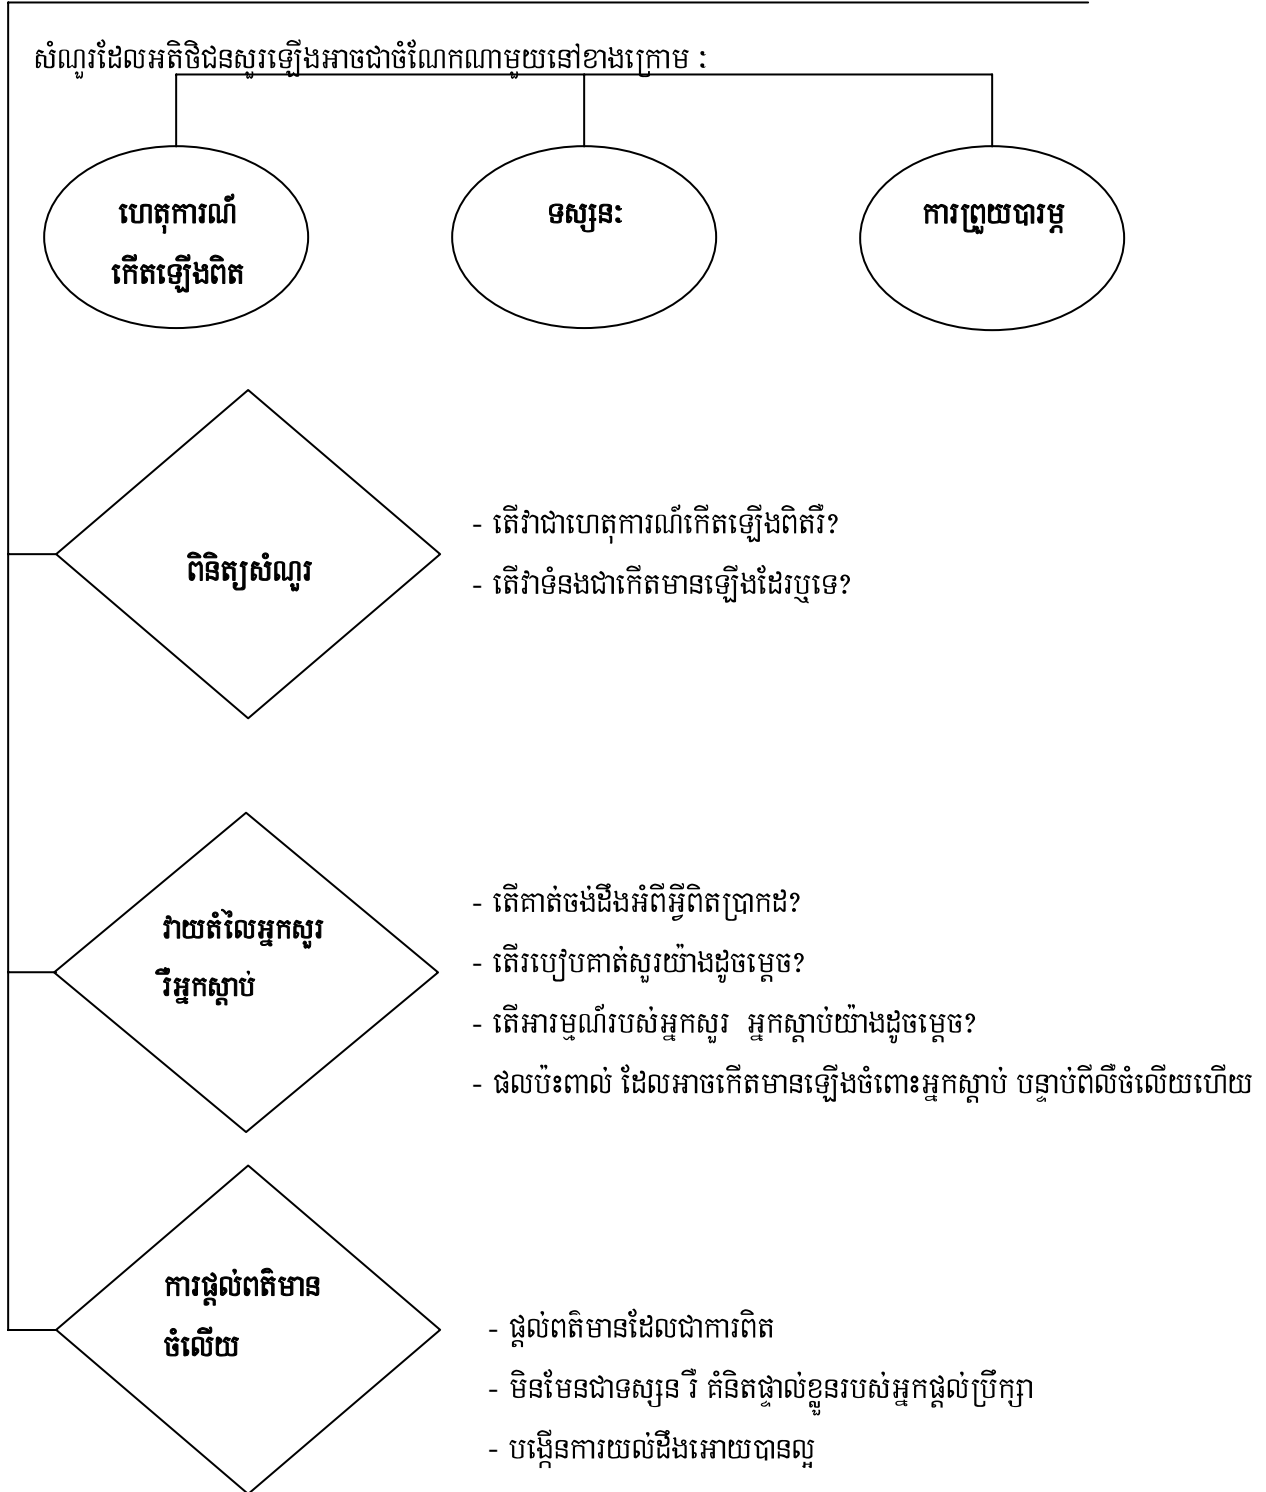 សំណួរដែលអតិថិជនសួរឡើងអាចជាចំណែកណាមួយនៅខាងក្រោម ៈ
ហេតុការណ៍
កើតឡើងពិត
ទស្សនៈ
ការព្រួយបារម្ភ
- តើវាជាហេតុការណ៍កើតឡើងពិតរឺ?
- តើវាទំនងជាកើតមានឡើងដែរឬទេ?
ពិនិត្យសំណួរ
- តើគាត់ចង់ដឹងអំពីអ្វីពិតប្រាកដ?
វាយតំលៃអ្នកសួរ
- តើរបៀបគាត់សួរយ៉ាងដូចម្តេច?
រឺអ្នកស្តាប់
- តើអារម្មណ៍របស់អ្នកសួរ អ្នកស្តាប់យ៉ាងដូចម្តេច?
- ផលប៉ះពាល់ ដែលអាចកើតមានឡើងចំពោះអ្នកស្តាប់ បន្ទាប់ពីលឺចំលើយហើយ
ការផ្តល់ពត៌មាន
ចំលើយ
- ផ្តល់ពត៌មានដែលជាការពិត
- មិនមែនជាទស្សន រឺ គំនិតផ្ទាល់ខ្លួនរបស់អ្នកផ្តល់ប្រឹក្សា
- បង្កើនការយល់ដឹងអោយបានល្អ